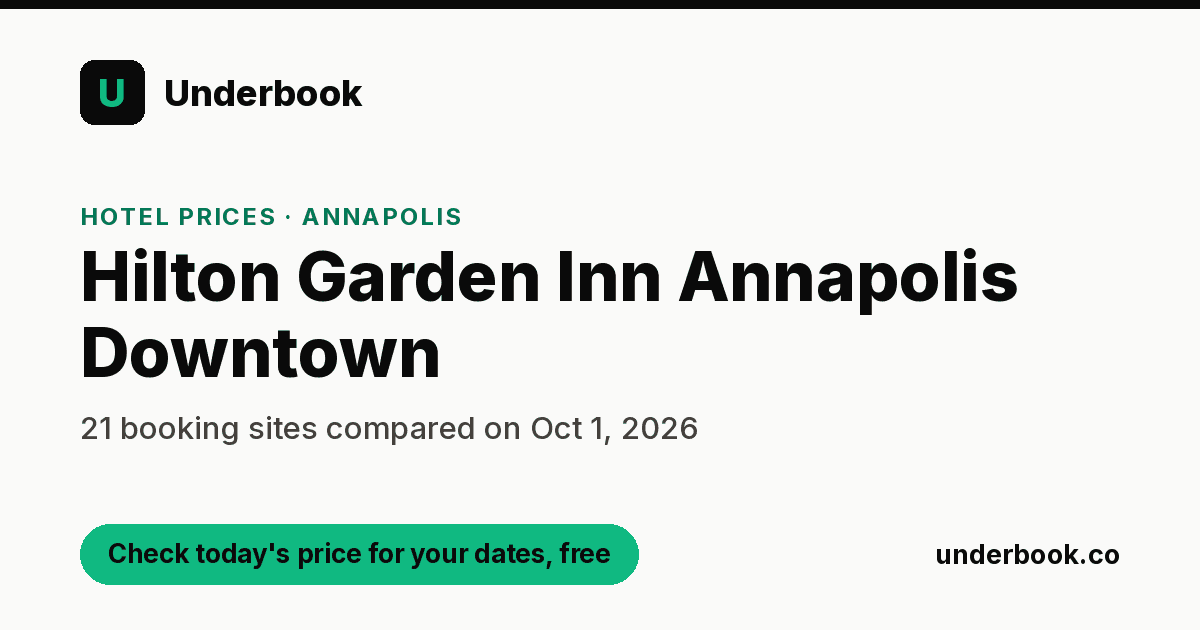 U
Underbook
HOTEL PRICES · ANNAPOLIS
Hilton Garden Inn Annapolis
Downtown
21 booking sites compared on Oct 1, 2026
Check today's price for your dates, free
underbook.co